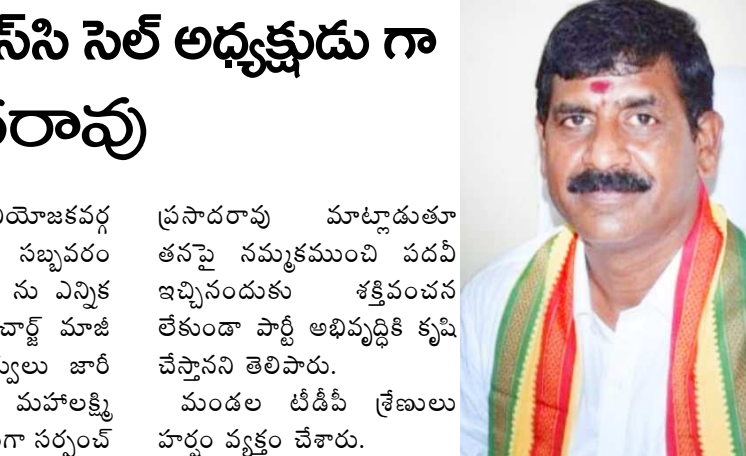 ఎస్‌సి సెల్ అధ్యక్షుడు గా
రావు
సబ్బవరం
ను ఎన్నిక
మాజీ
జారీ
మహాలక్ష్మి
సర్పంచ్
ప్రసాదరావు మాట్లాడుతూ
తనపై నమ్మకముంచి పదవీ
ఇచ్చినందుకు శక్తివంచన
లేకుండా పార్టీ అభివృద్ధికి కృషి
చేస్తానని తెలిపారు.
మండల టీడీపీ శ్రేణులు
హర్షం వ్యక్తం చేశారు.